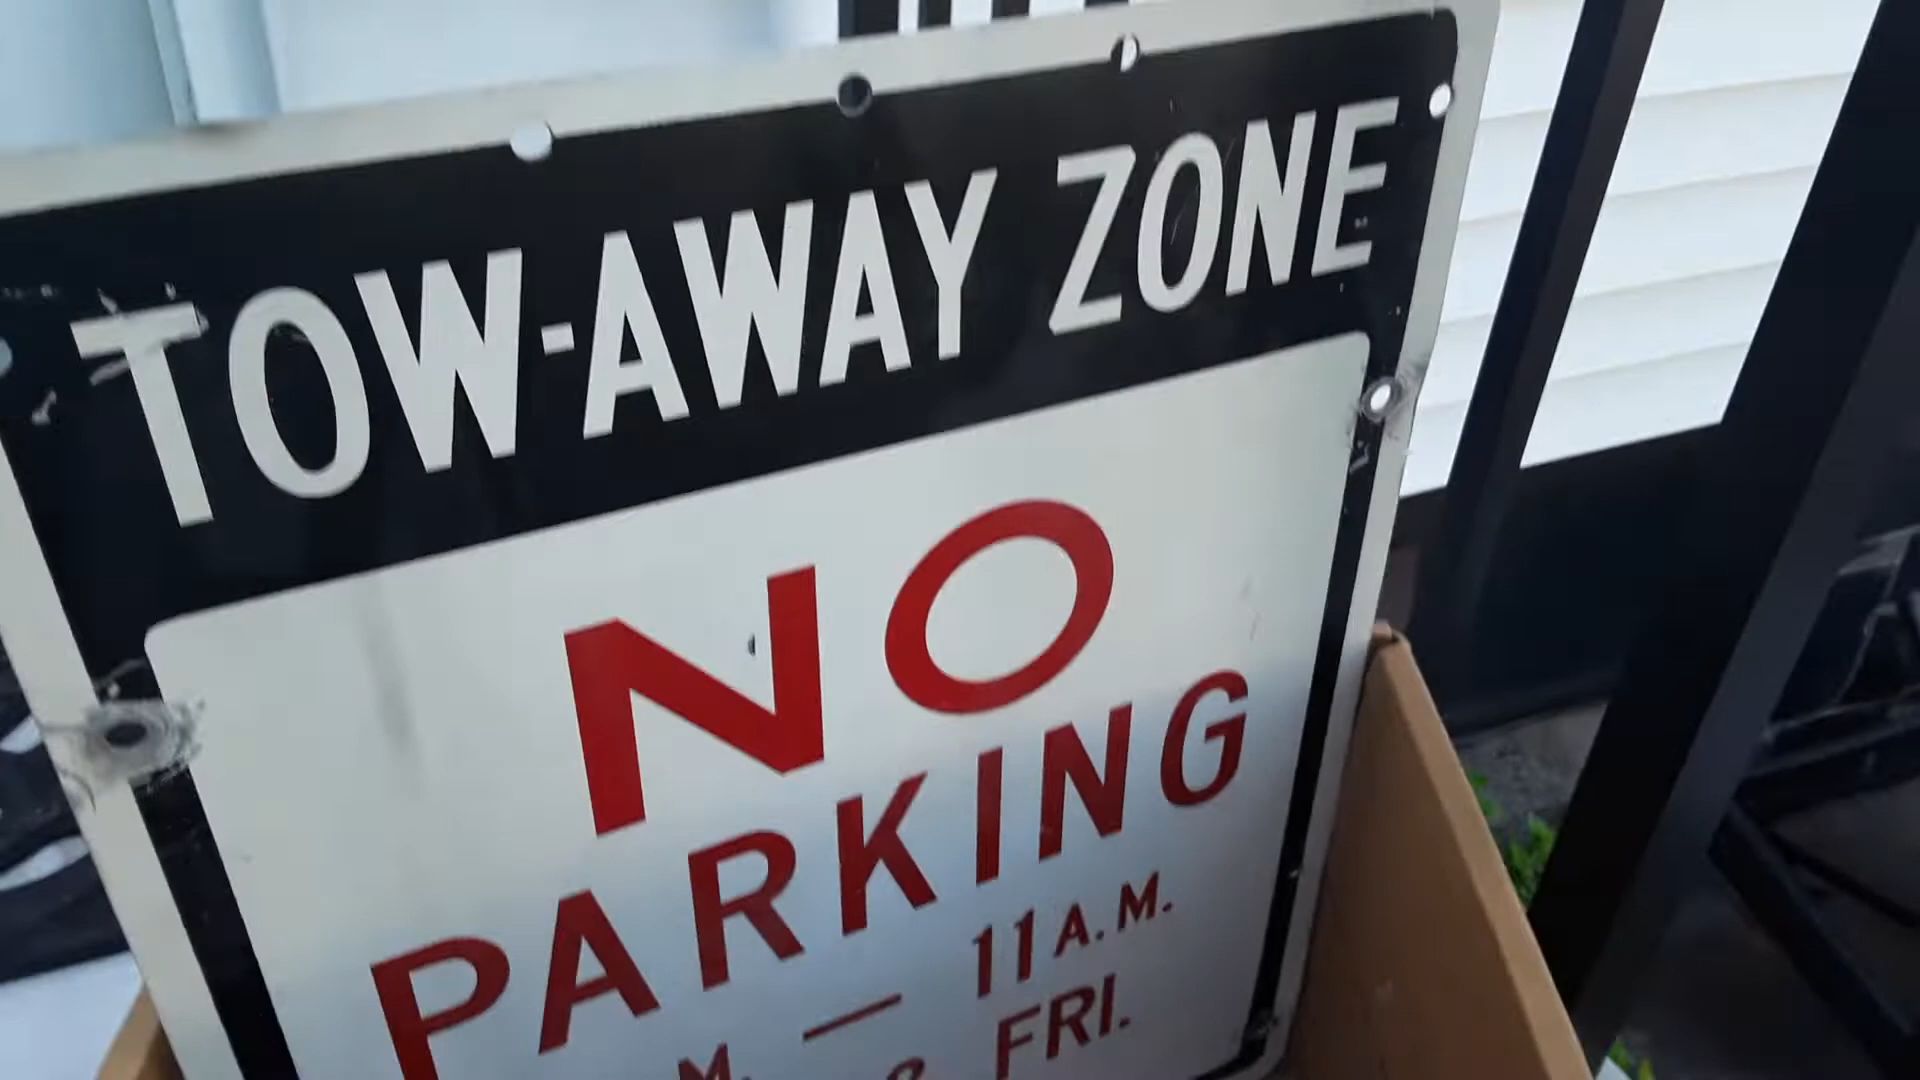 TOW-AWAY ZONE
NO
PARKING
M. — 11 A.M.
& FRI.